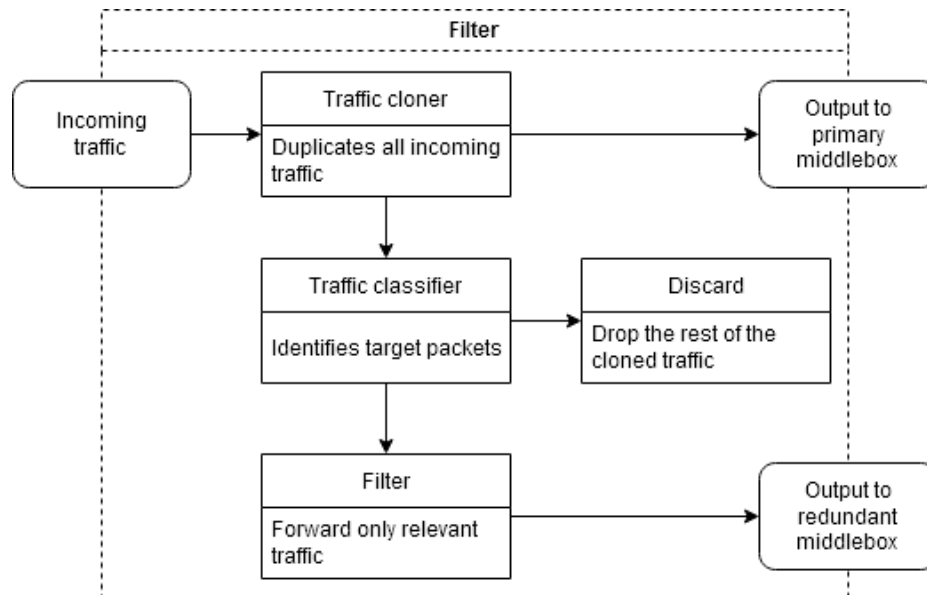 Filter
Incoming
traffic
Traffic cloner
Duplicates all incoming
traffic
Output to
primary
middlebox
Traffic classifier
Identifies target packets
Discard
Drop the rest of the
cloned traffic
Filter
Forward only relevant
traffic
Output to
redundant
middlebox